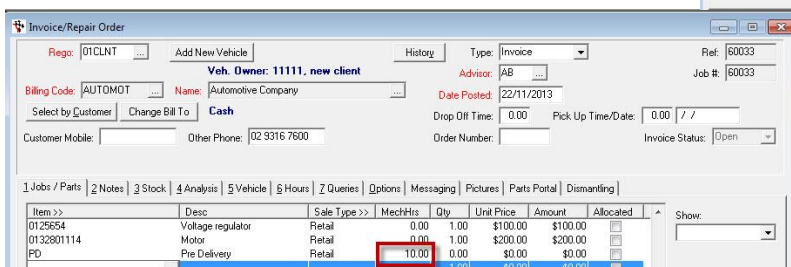 Invoice/Repair Order
Rego: 01CLNT ... Add New Vehicle History Type: Invoice Ref: 60033
Veh. Owner: 11111, new client Advisor: AB ... Job #: 60033
Billing Code: AUTOMOT ... Name: Automotive Company ... Date Posted: 22/11/2013
Select by Customer Change Bill To Cash Drop Off Time: 0.00 Pick Up Time/Date: 0.00 / /
Customer Mobile: Other Phone: 02 9316 7600 Order Number: Invoice Status: Open
1 Jobs / Parts 2 Notes 3 Stock 4 Analysis 5 Vehicle 6 Hours 7 Queries Options Messaging Pictures Parts Portal Dismantling
Item >> Desc Sale Type >> MechHrs Qty Unit Price Amount Allocated Show:
0125654 Voltage regulator Retail 0.00 1.00 $100.00 $100.00
0132801114 Motor Retail 0.00 1.00 $200.00 $200.00
PD Pre Delivery Retail 10.00 0.00 $0.00 $0.00
1.00 $0.00 $0.00